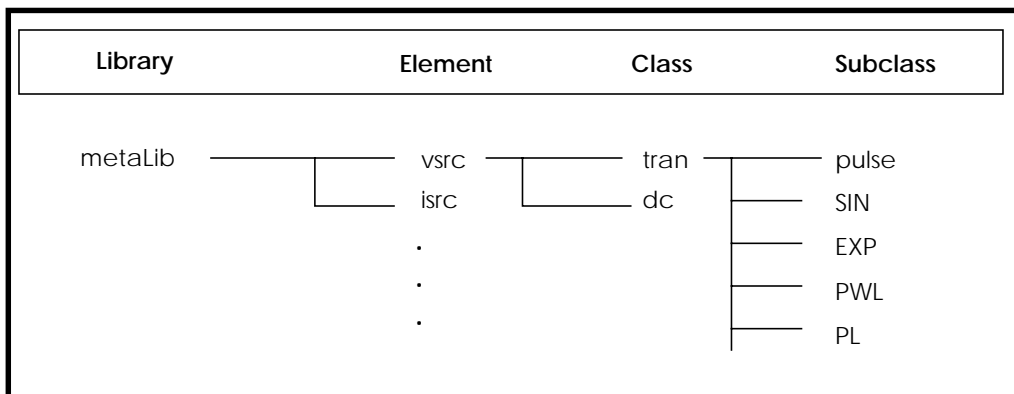 Library Element Class Subclass
metaLib vsrc tran pulse
isrc dc SIN
. EXP
. PWL
. PL